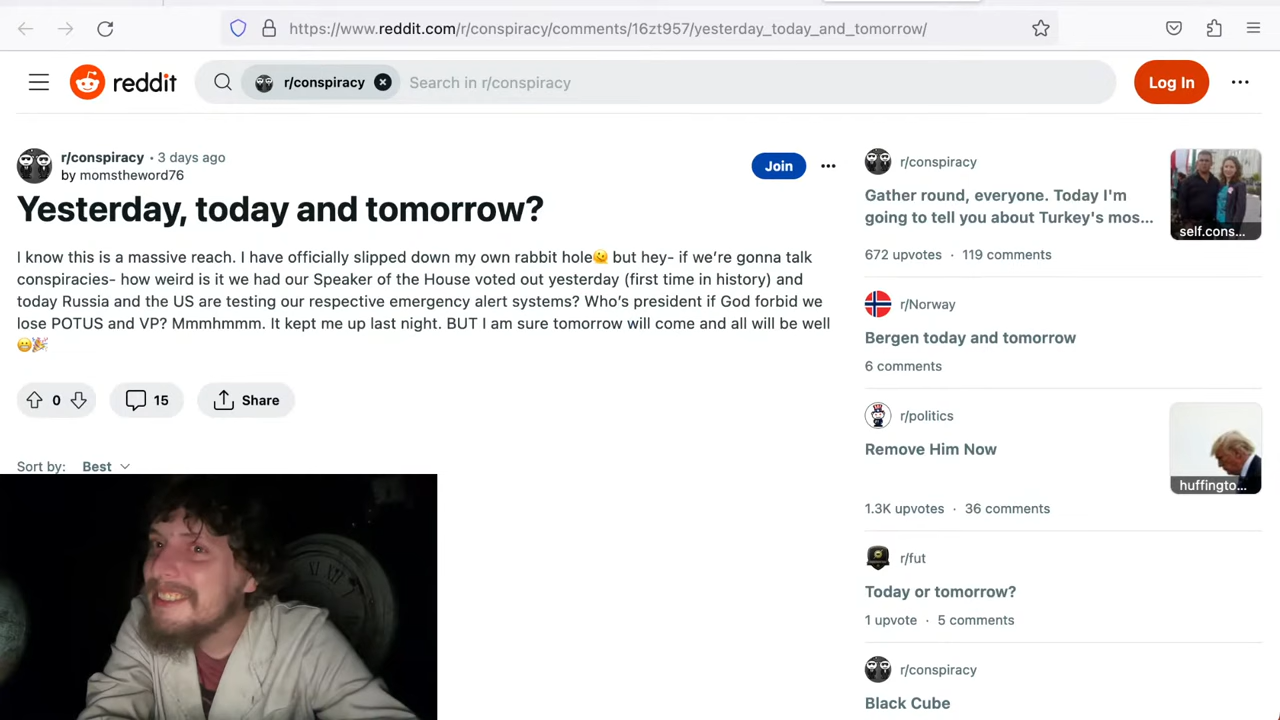 https://www.reddit.com/r/conspiracy/comments/16zt957/yesterday_today_and_tomorrow/
reddit
r/conspiracy
Search in r/conspiracy
Log In
r/conspiracy • 3 days ago
by momstheword76
Join
Yesterday, today and tomorrow?
I know this is a massive reach. I have officially slipped down my own rabbit hole🫠 but hey- if we’re gonna talk
conspiracies- how weird is it we had our Speaker of the House voted out yesterday (first time in history) and
today Russia and the US are testing our respective emergency alert systems? Who’s president if God forbid we
lose POTUS and VP? Mmmhmmm. It kept me up last night. BUT I am sure tomorrow will come and all will be well
😬🎉
0
15
Share
Sort by: Best
r/conspiracy
Gather round, everyone. Today I'm
going to tell you about Turkey's mos...
self.cons...
672 upvotes · 119 comments
r/Norway
Bergen today and tomorrow
6 comments
r/politics
Remove Him Now
huffingto...
1.3K upvotes · 36 comments
r/fut
Today or tomorrow?
1 upvote · 5 comments
r/conspiracy
Black Cube